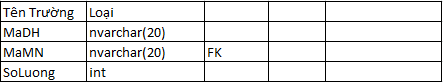 Tên Trường Loại
MaDH nvarchar(20)
MaMN nvarchar(20) FK
SoLuong int